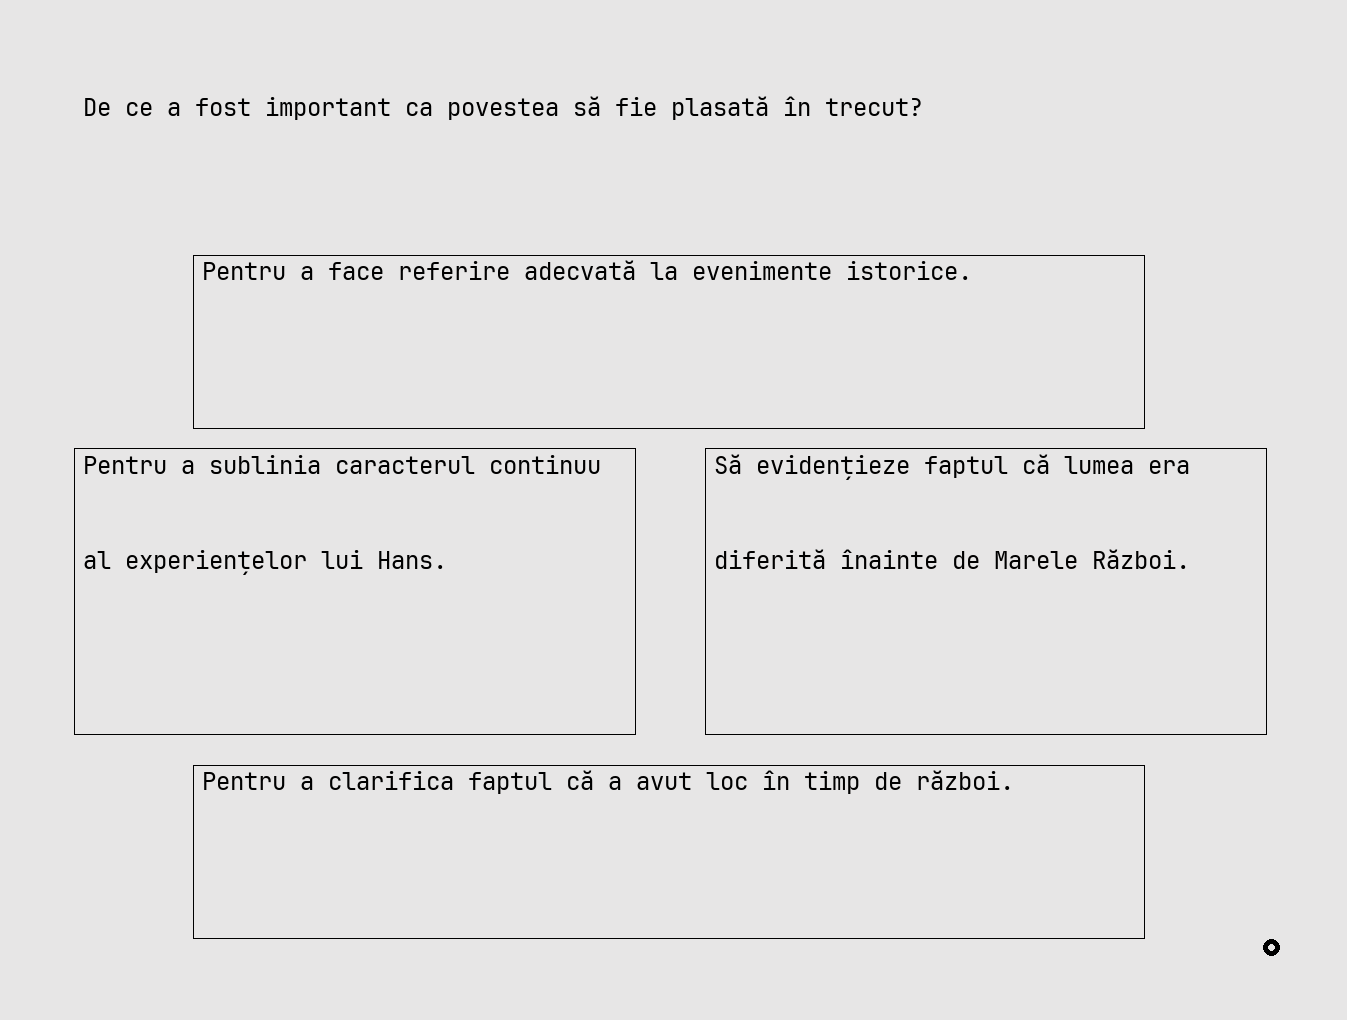 De ce a fost important ca povestea să fie plasată în trecut?
Pentru a face referire adecvată la evenimente istorice.
Pentru a sublinia caracterul continuu
al experiențelor lui Hans.
Să evidențieze faptul că lumea era
diferită înainte de Marele Război.
Pentru a clarifica faptul că a avut loc în timp de război.